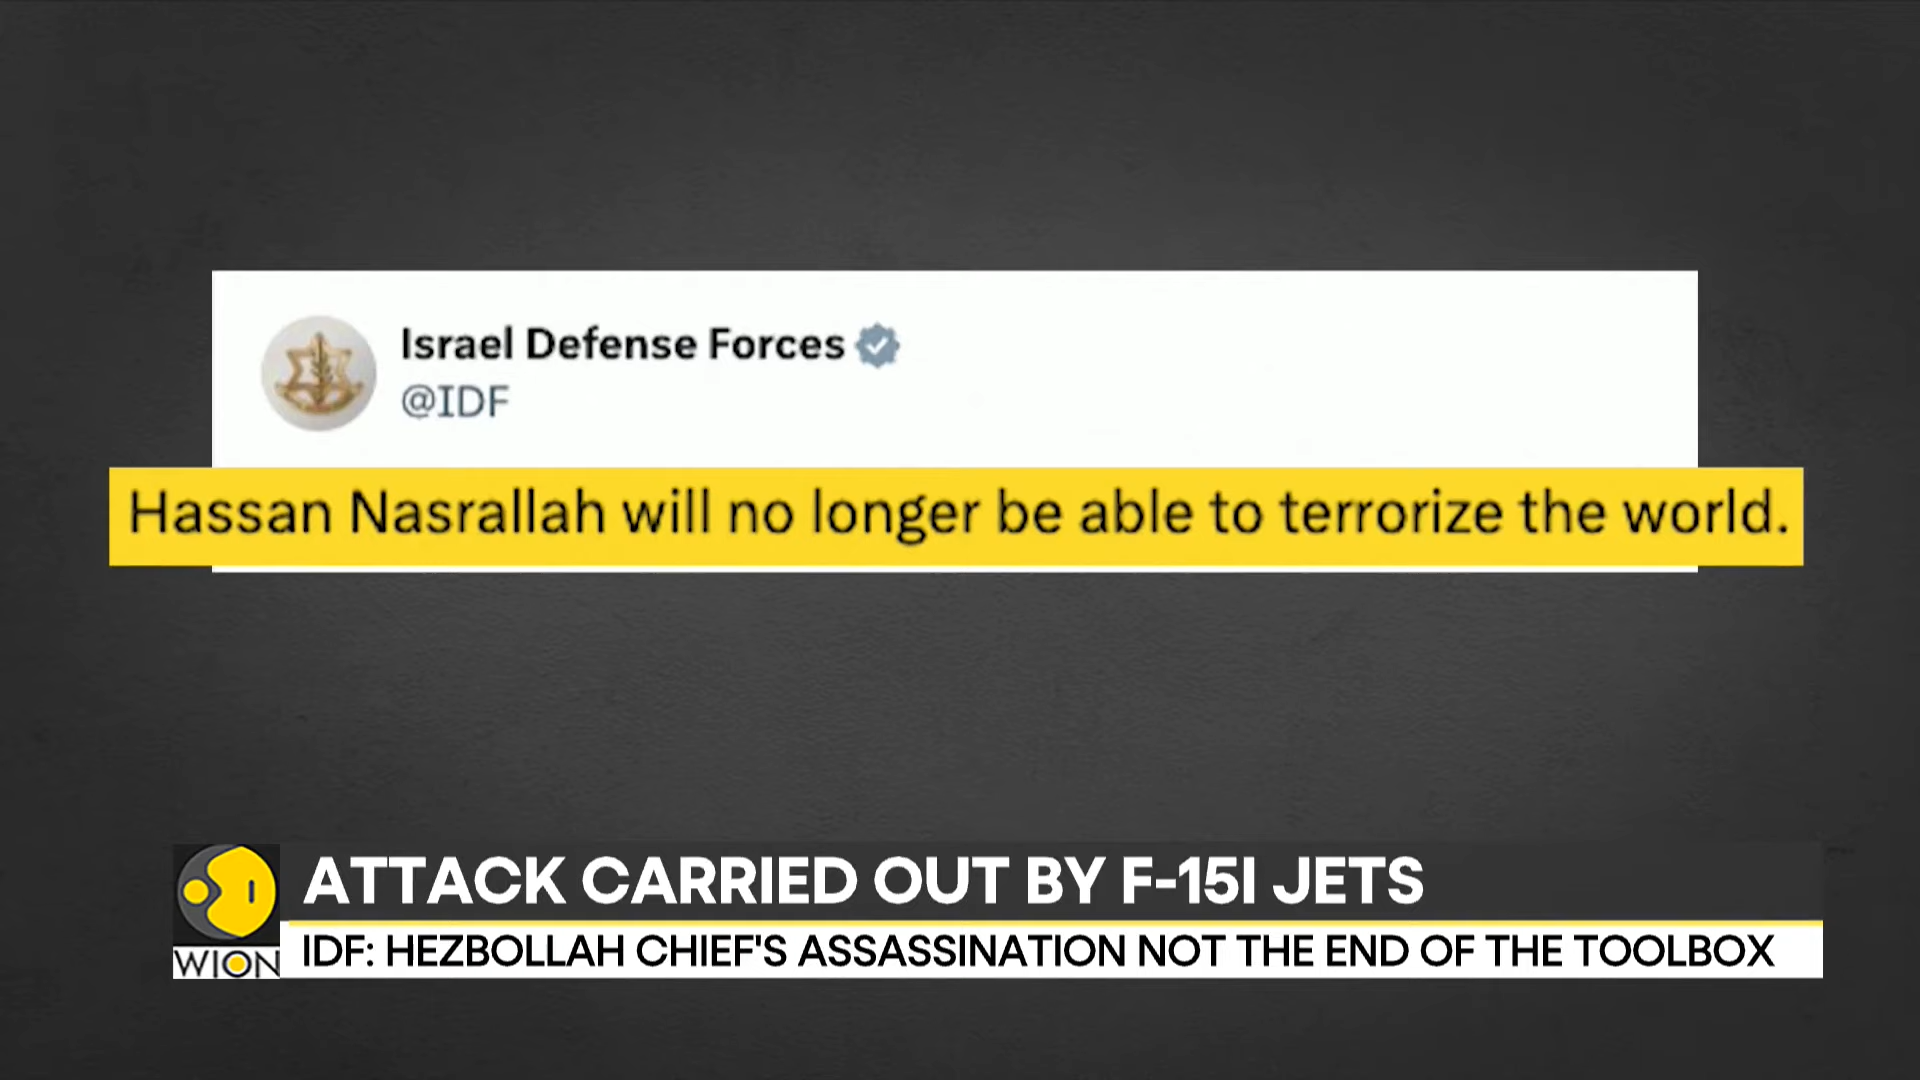 Israel Defense Forces
@IDF
Hassan Nasrallah will no longer be able to terrorize the world.
ATTACK CARRIED OUT BY F-15I JETS
IDF: HEZBOLLAH CHIEF'S ASSASSINATION NOT THE END OF THE TOOLBOX
WION